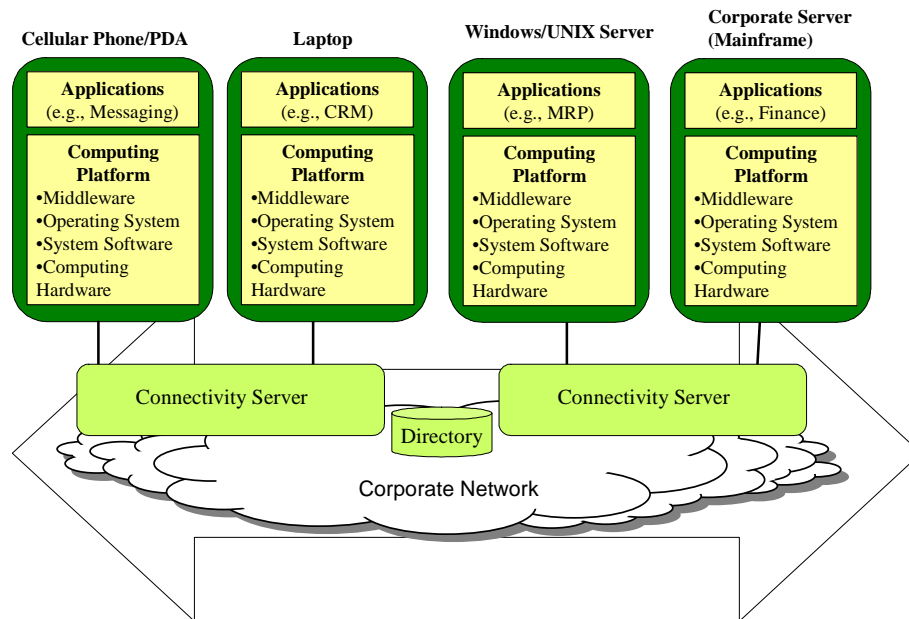 Cellular Phone/PDA
Laptop
Windows/UNIX Server
Corporate Server
(Mainframe)
Applications
(e.g., Messaging)
Computing
Platform
•Middleware
•Operating System
•System Software
•Computing
Hardware
Applications
(e.g., CRM)
Computing
Platform
•Middleware
•Operating System
•System Software
•Computing
Hardware
Applications
(e.g., MRP)
Computing
Platform
•Middleware
•Operating System
•System Software
•Computing
Hardware
Applications
(e.g., Finance)
Computing
Platform
•Middleware
•Operating System
•System Software
•Computing
Hardware
Connectivity Server
Connectivity Server
Directory
Corporate Network